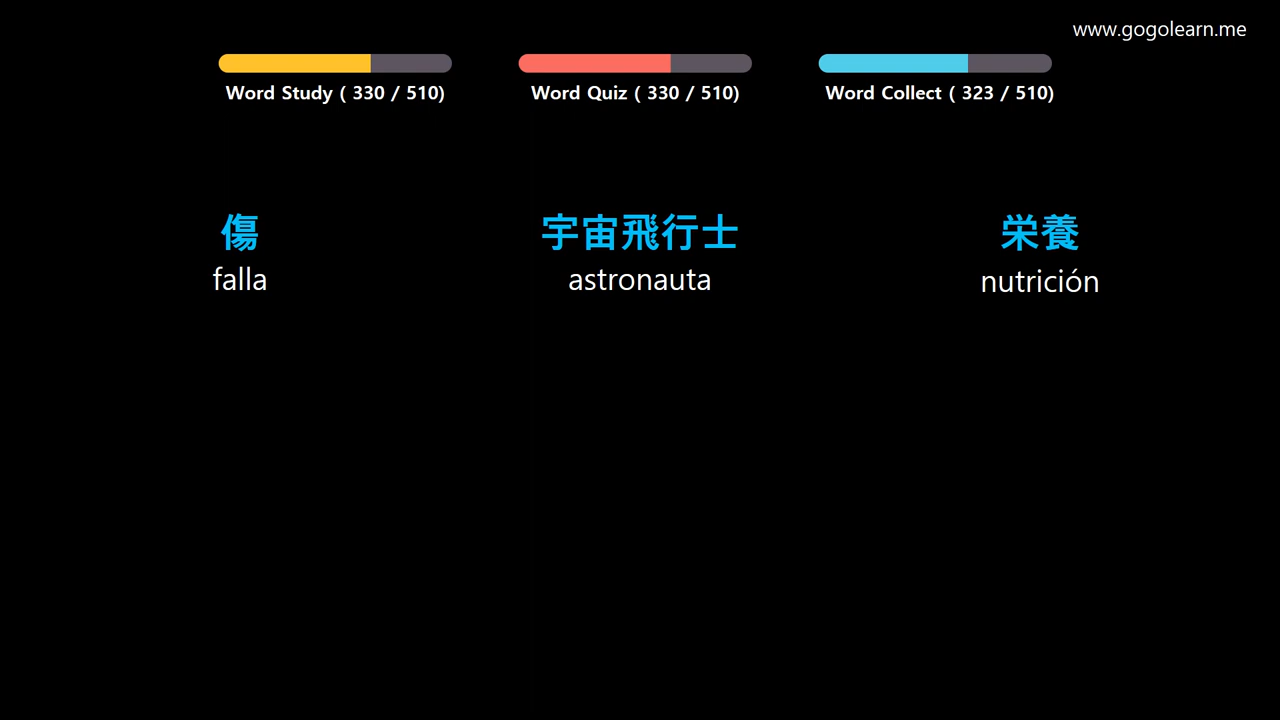 www.gogolearn.me
Word Study ( 330 / 510)
Word Quiz ( 330 / 510)
Word Collect ( 323 / 510)
傷
falla
宇宙飛行士
astronauta
栄養
nutrición